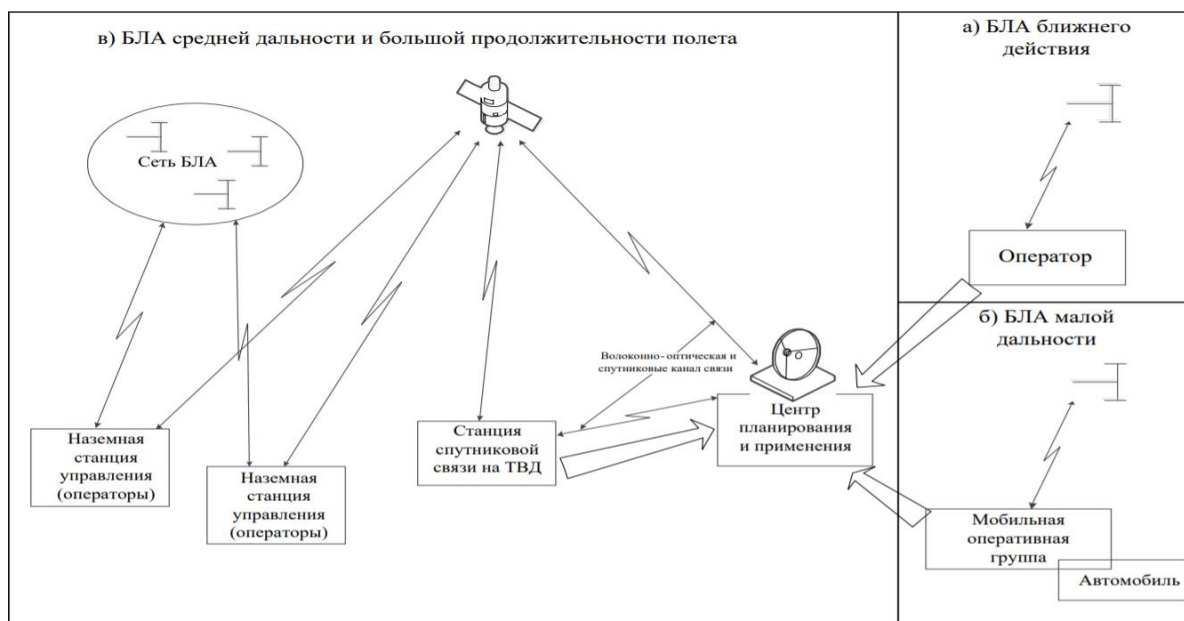 в) БЛА средней дальности и большой продолжительности полета
Сеть БЛА
Волоконно- оптическая и
спутниковые канал связи
Наземная
станция
управления
(операторы)
Наземная
станция
управления
(операторы)
Станция
спутниковой
связи на ТВД
Центр
планирования
и применения
а) БЛА ближнего
действия
Оператор
б) БЛА малой
дальности
Мобильная
оперативная
группа
Автомобиль